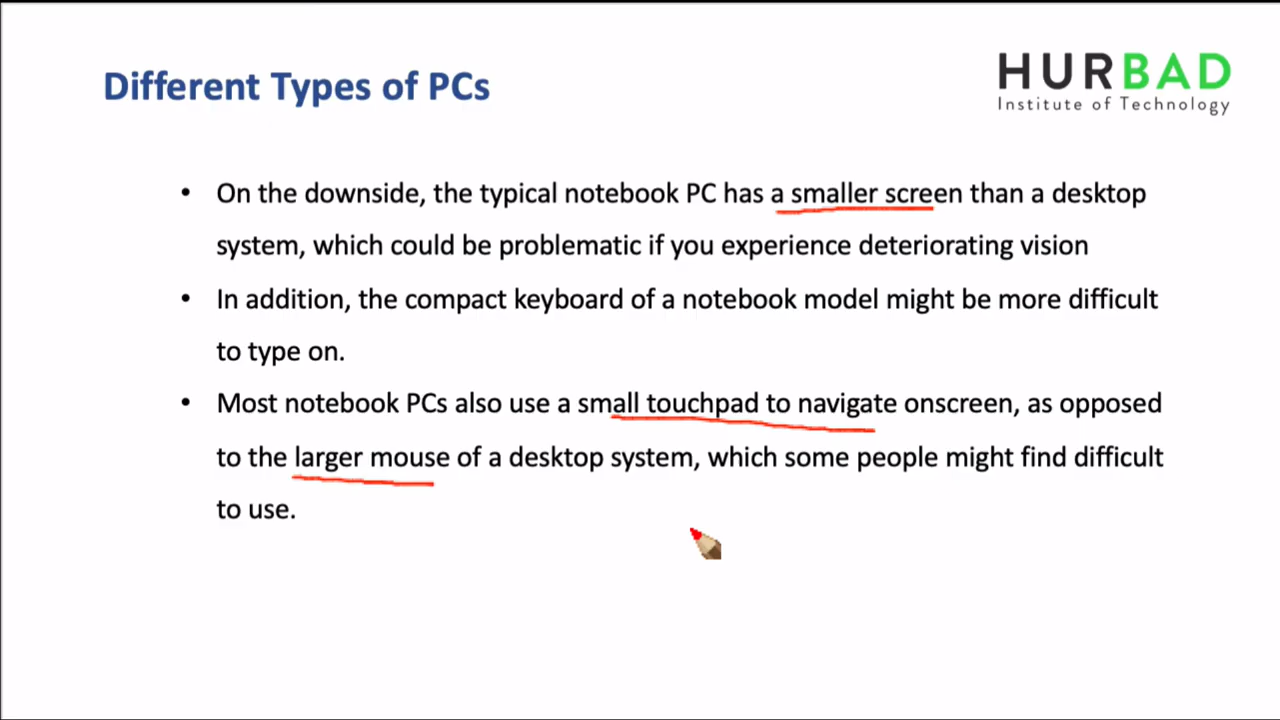 Different Types of PCs
HURBAD
Institute of Technology
• On the downside, the typical notebook PC has a smaller screen than a desktop
system, which could be problematic if you experience deteriorating vision
• In addition, the compact keyboard of a notebook model might be more difficult
to type on.
• Most notebook PCs also use a small touchpad to navigate onscreen, as opposed
to the larger mouse of a desktop system, which some people might find difficult
to use.